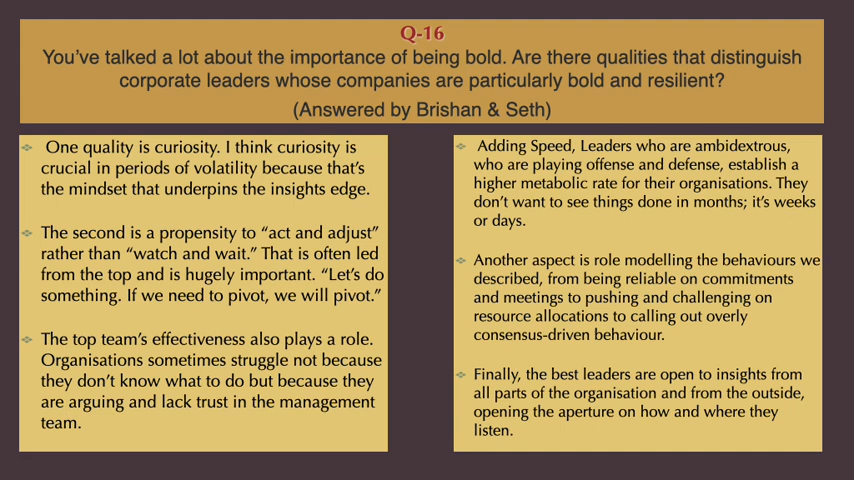 Q-16
You've talked a lot about the importance of being bold. Are there qualities that distinguish
corporate leaders whose companies are particularly bold and resilient?
(Answered by Brishan & Seth)
One quality is curiosity. I think curiosity is
crucial in periods of volatility because that's
the mindset that underpins the insights edge.
The second is a propensity to “act and adjust”
rather than “watch and wait.” That is often led
from the top and is hugely important. “Let's do
something. If we need to pivot, we will pivot.”
The top team's effectiveness also plays a role.
Organisations sometimes struggle not because
they don't know what to do but because they
are arguing and lack trust in the management
team.
Adding Speed, Leaders who are ambidextrous,
who are playing offense and defense, establish a
higher metabolic rate for their organisations. They
don't want to see things done in months; it's weeks
or days.
Another aspect is role modelling the behaviours we
described, from being reliable on commitments
and meetings to pushing and challenging on
resource allocations to calling out overly
consensus-driven behaviour.
Finally, the best leaders are open to insights from
all parts of the organisation and from the outside,
opening the aperture on how and where they
listen.